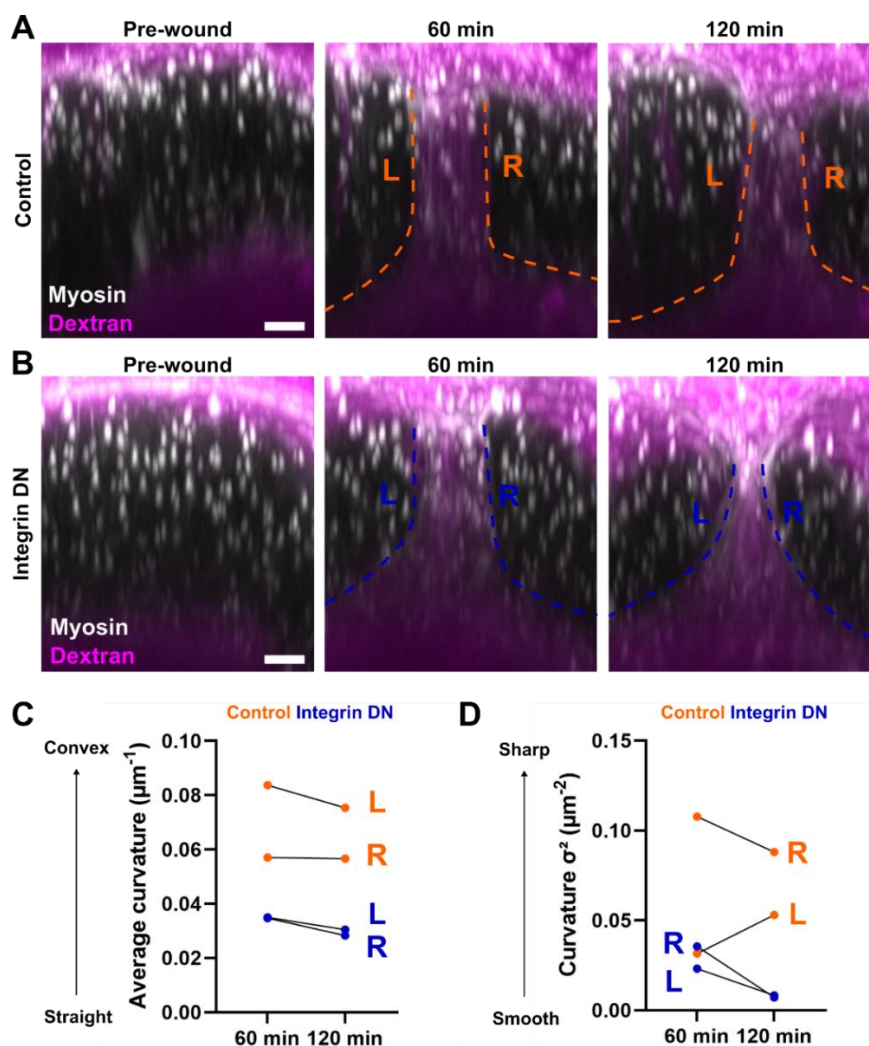 A
Pre-wound 60 min 120 min
Control
L R L R
Myosin
Dextran
B
Pre-wound 60 min 120 min
Integrin DN
L R L R
Myosin
Dextran
C
Control Integrin DN
Convex
Straight
Average curvature (µm⁻¹)
0.10
0.08
0.06
0.04
0.02
0.00
L
R
L
R
60 min 120 min
D
Control Integrin DN
Sharp
Smooth
Curvature σ² (µm⁻²)
0.15
0.10
0.05
0.00
R
L
R
L
60 min 120 min